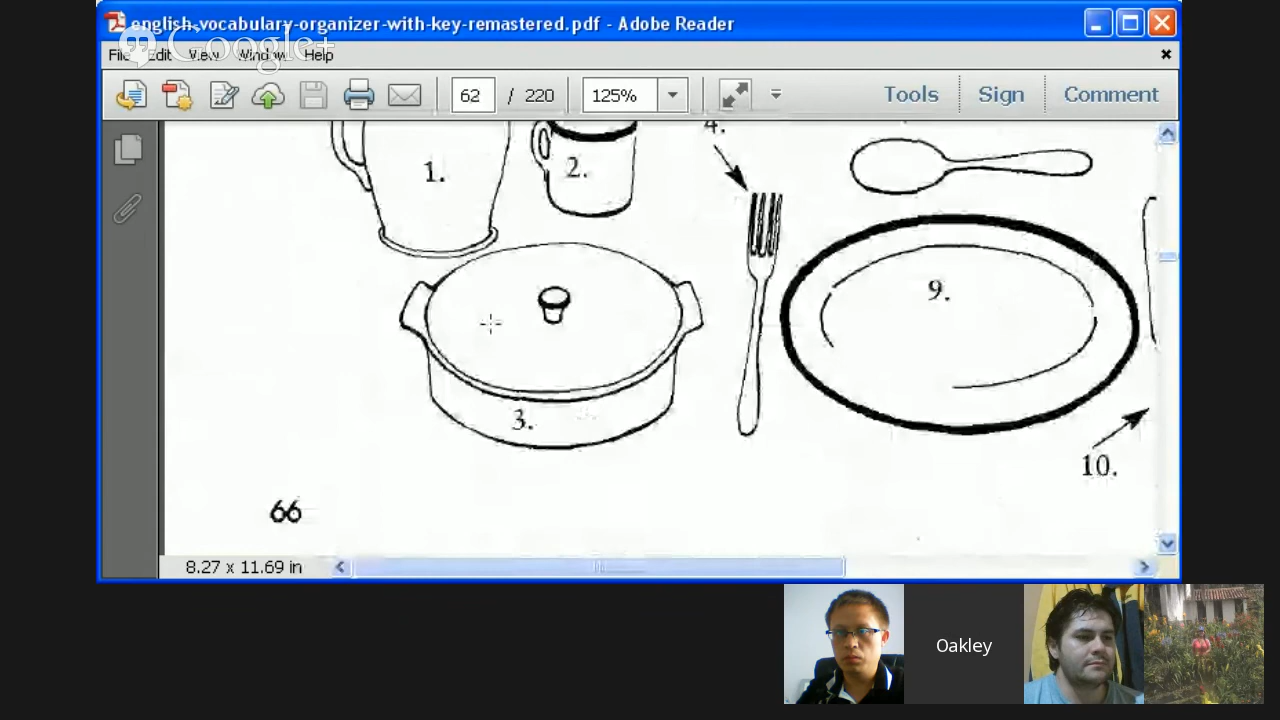 english-vocabulary-organizer-with-key-remastered.pdf - Adobe Reader
Google+
File Edit View Window Help
62 / 220 125% Tools Sign Comment
4.
1.
2.
9.
3.
10.
66
8.27 x 11.69 in
Oakley